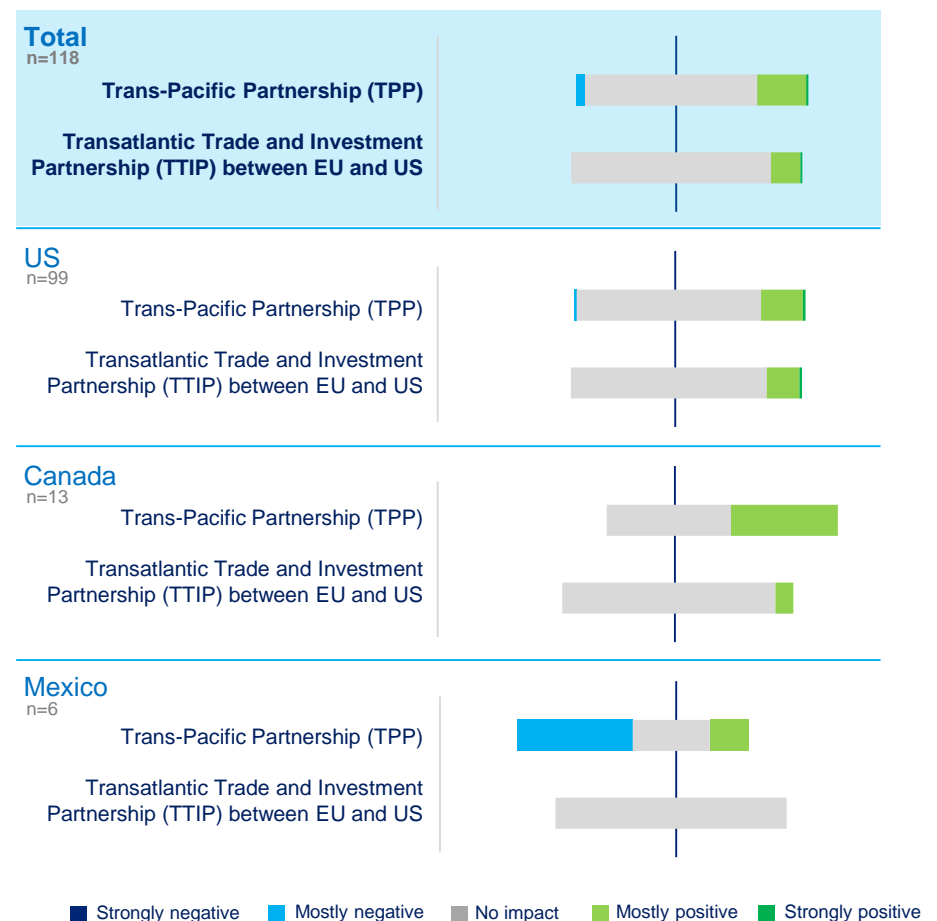 Total
n=118
Trans-Pacific Partnership (TPP)
Transatlantic Trade and Investment
Partnership (TTIP) between EU and US
US
n=99
Trans-Pacific Partnership (TPP)
Transatlantic Trade and Investment
Partnership (TTIP) between EU and US
Canada
n=13
Trans-Pacific Partnership (TPP)
Transatlantic Trade and Investment
Partnership (TTIP) between EU and US
Mexico
n=6
Trans-Pacific Partnership (TPP)
Transatlantic Trade and Investment
Partnership (TTIP) between EU and US
Strongly negative Mostly negative No impact Mostly positive Strongly positive